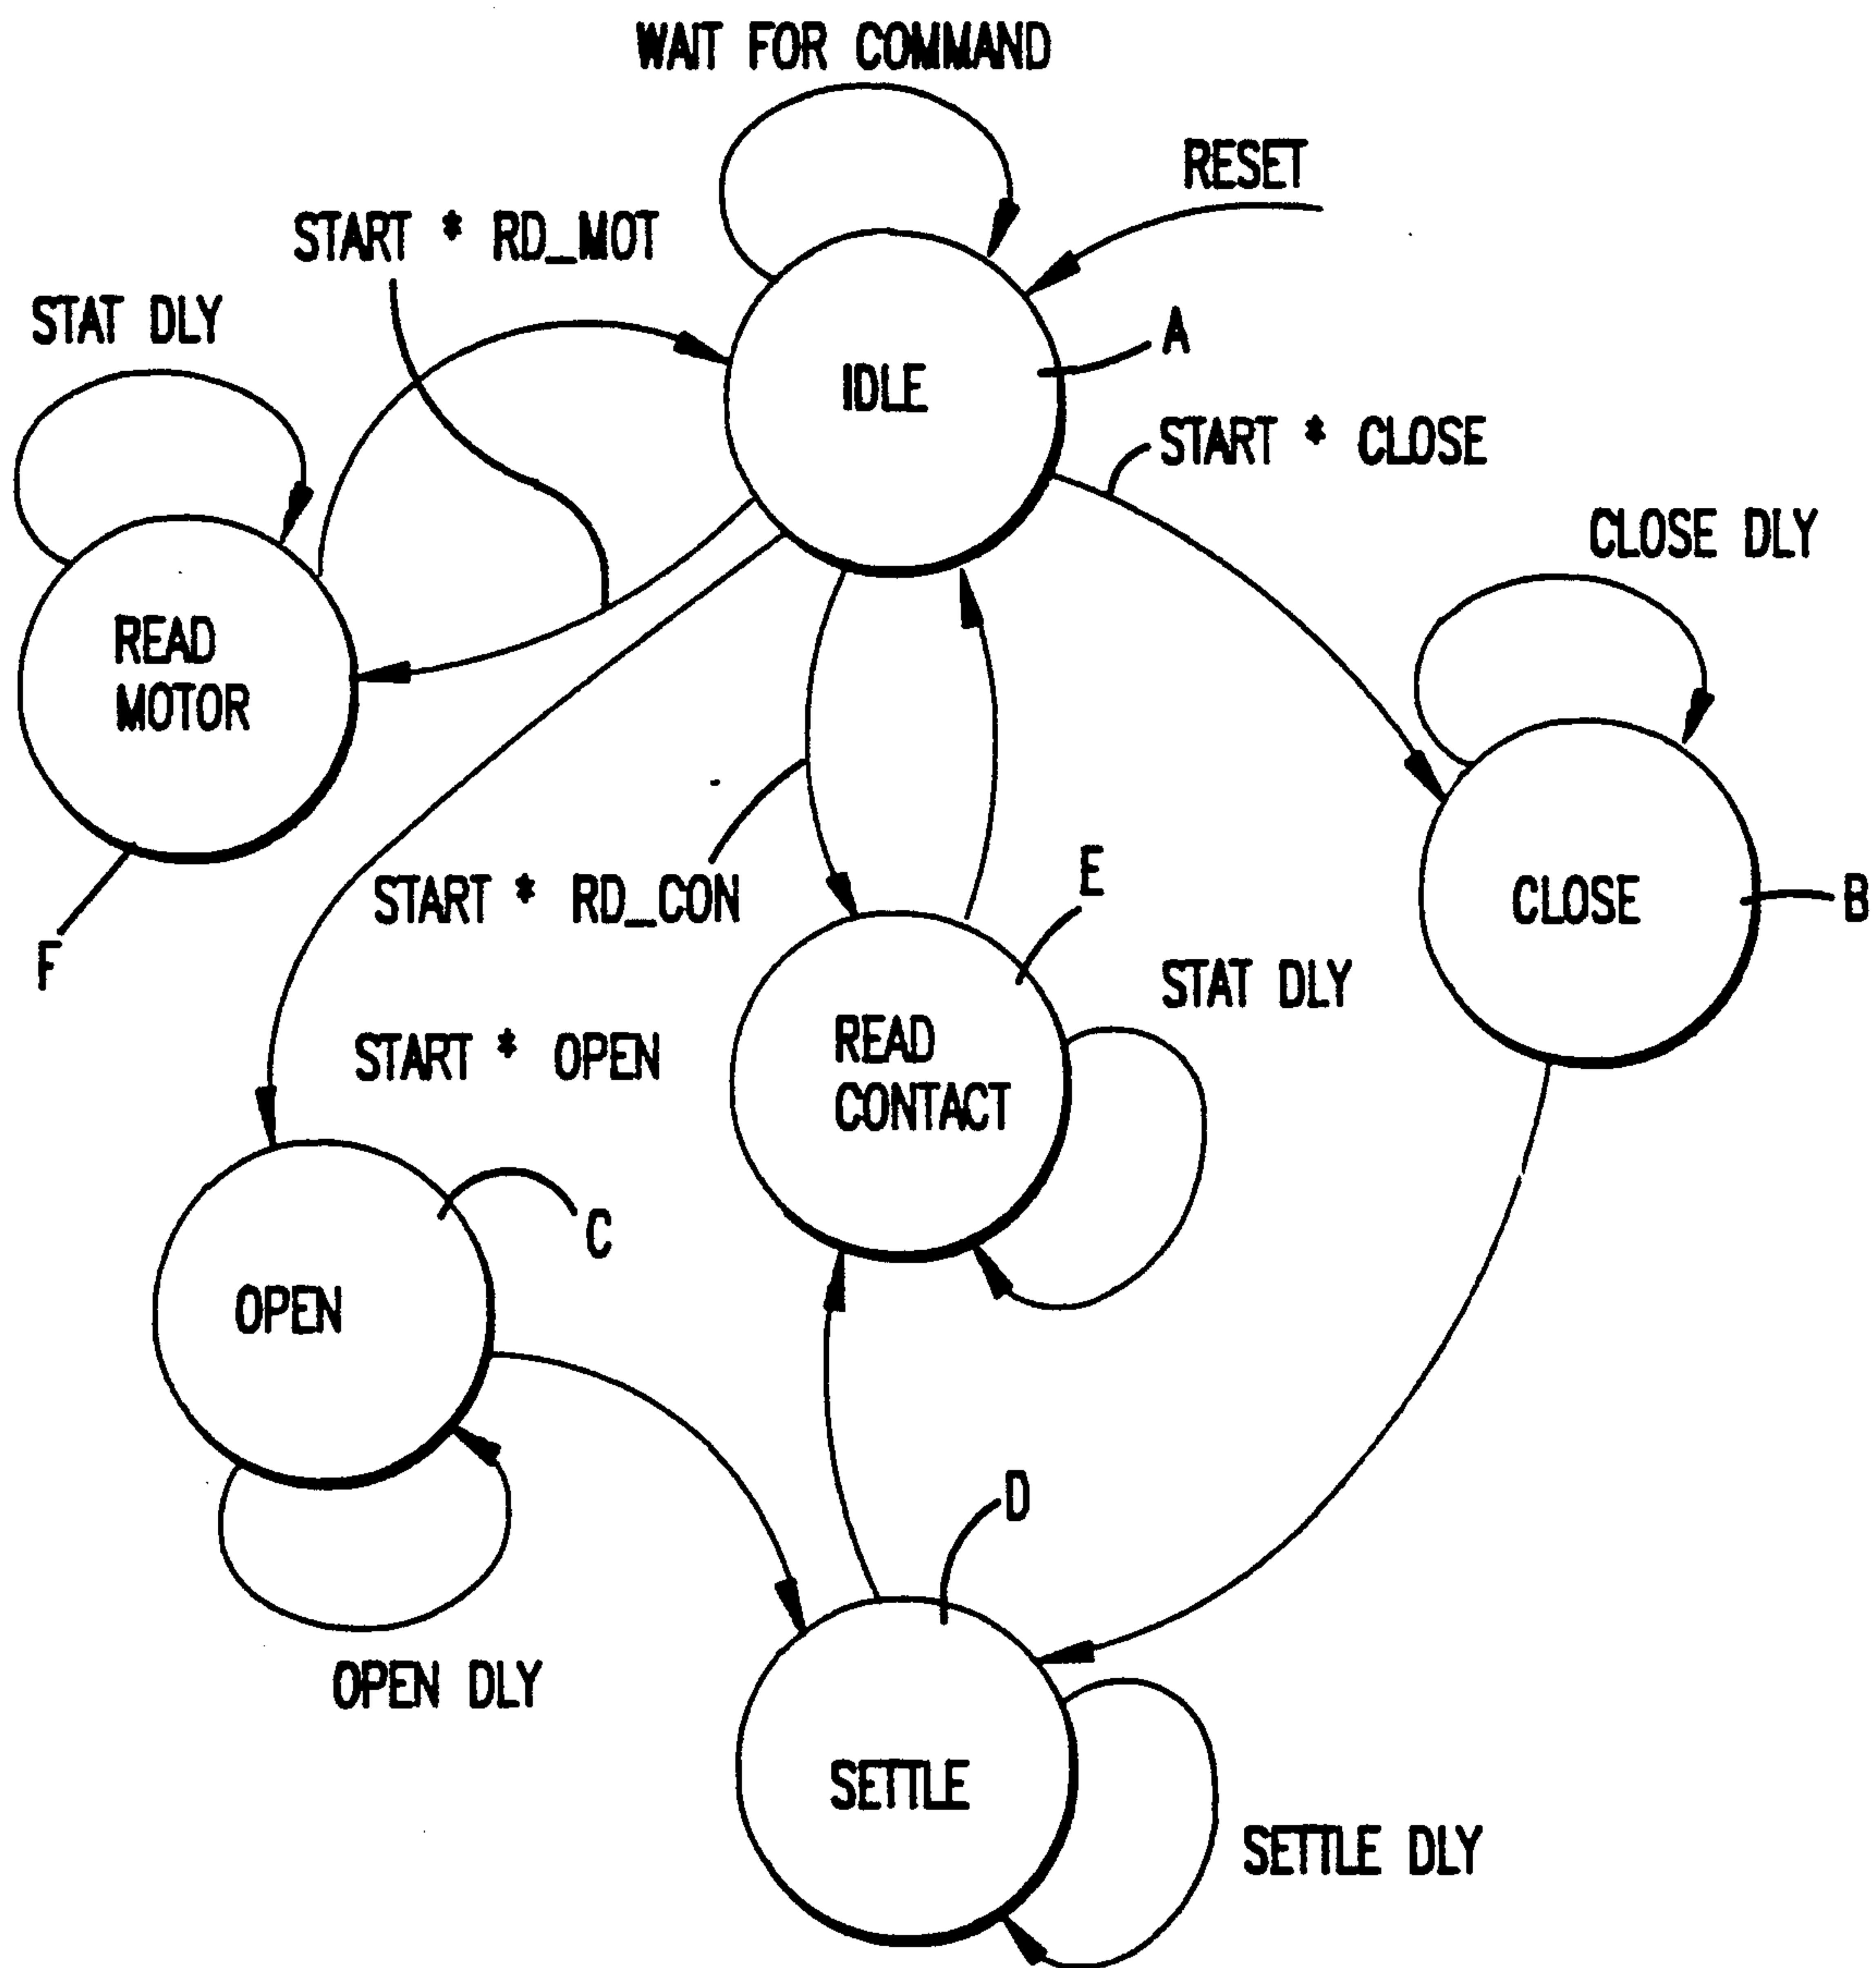 WAIT FOR COMMAND
RESET
START * RD_MOT
STAT DLY
A
IDLE
START * CLOSE
CLOSE DLY
READ
MOTOR
E
START * RD_CON
CLOSE
B
F
STAT DLY
READ
CONTACT
START * OPEN
C
OPEN
D
OPEN DLY
SETTLE
SETTLE DLY